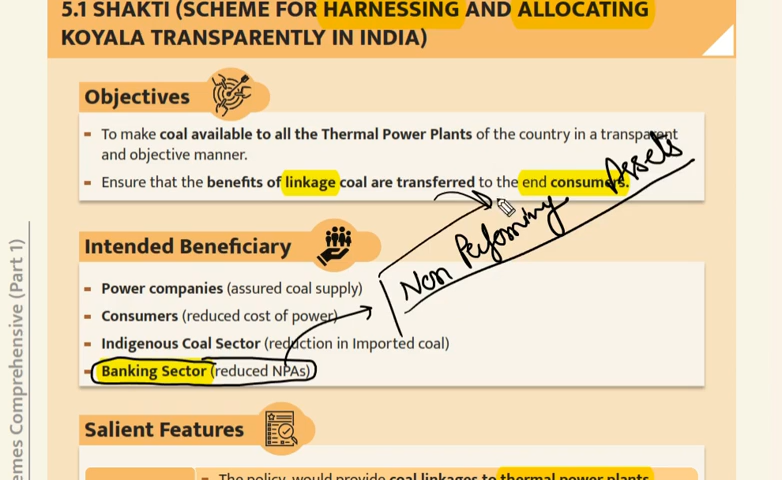 5.1 SHAKTI (SCHEME FOR HARNESSING AND ALLOCATING
KOYALA TRANSPARENTLY IN INDIA)
Objectives
To make coal available to all the Thermal Power Plants of the country in a transparent
and objective manner.
Ensure that the benefits of linkage coal are transferred to the end consumers.
Non Performing Assets
Intended Beneficiary
Power companies (assured coal supply)
Consumers (reduced cost of power)
Indigenous Coal Sector (reduction in Imported coal)
Banking Sector (reduced NPAs)
Salient Features
The policy would provide coal linkages to thermal power plants
emes Comprehensive (Part 1)